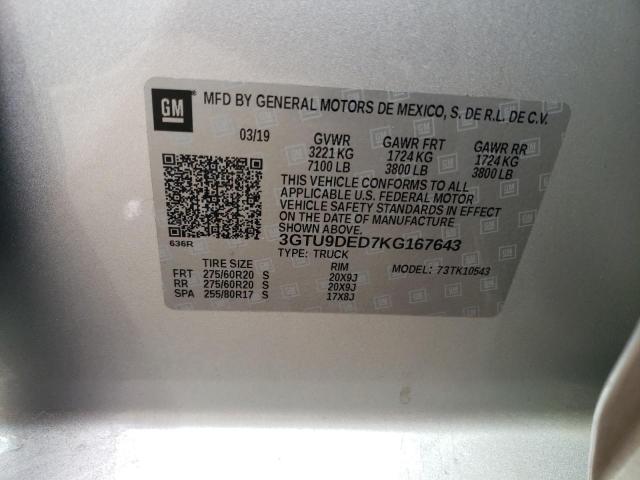 GM MFD BY GENERAL MOTORS DE MEXICO, S. DE R.L. DE C.V.
03/19 GVWR GAWR FRT GAWR RR
3221 KG 1724 KG 1724 KG
7100 LB 3800 LB 3800 LB
THIS VEHICLE CONFORMS TO ALL
APPLICABLE U.S. FEDERAL MOTOR
VEHICLE SAFETY STANDARDS IN EFFECT
ON THE DATE OF MANUFACTURE
SHOWN ABOVE.
636R
3GTU9DED7KG167643
TYPE: TRUCK
TIRE SIZE RIM MODEL: 73TK10543
FRT 275/60R20 S 20X9J
RR 275/60R20 S 20X9J
SPA 255/80R17 S 17X8J